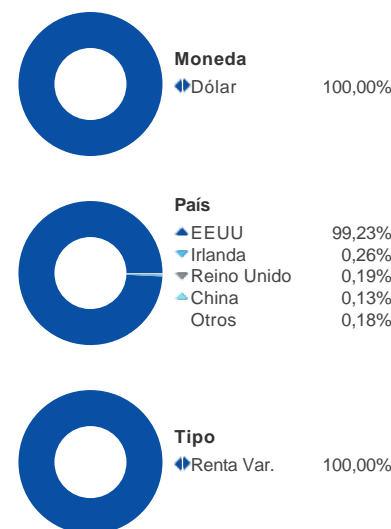 Moneda
Dólar 100,00%
País
EEUU 99,23%
Irlanda 0,26%
Reino Unido 0,19%
China 0,13%
Otros 0,18%
Tipo
Renta Var. 100,00%